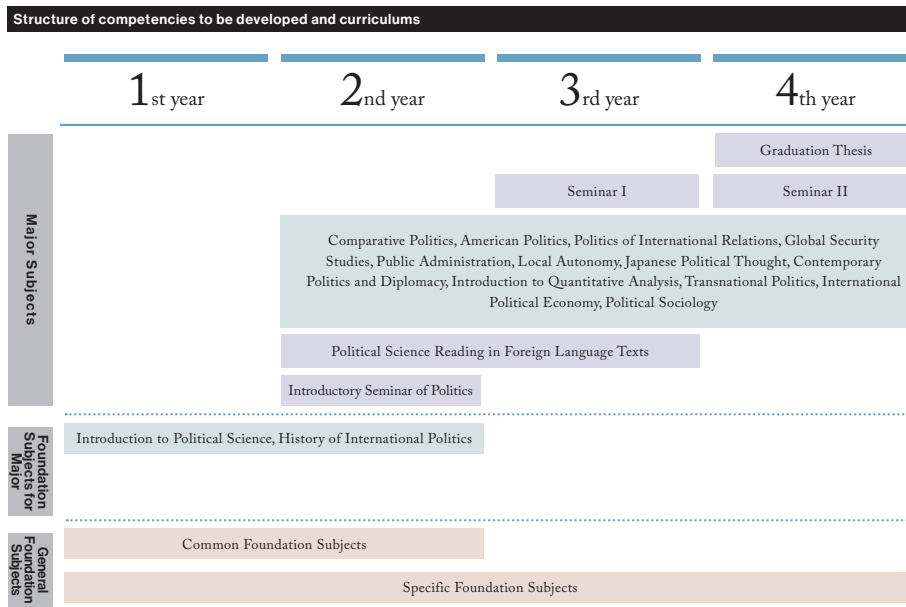 Structure of competencies to be developed and curriculums
1st year
2nd year
3rd year
4th year
Major Subjects
Graduation Thesis
Seminar I
Seminar II
Comparative Politics, American Politics, Politics of International Relations, Global Security
Studies, Public Administration, Local Autonomy, Japanese Political Thought, Contemporary
Politics and Diplomacy, Introduction to Quantitative Analysis, Transnational Politics, International
Political Economy, Political Sociology
Political Science Reading in Foreign Language Texts
Introductory Seminar of Politics
Foundation
Subjects for
Major
Introduction to Political Science, History of International Politics
General
Foundation
Subjects
Common Foundation Subjects
Specific Foundation Subjects